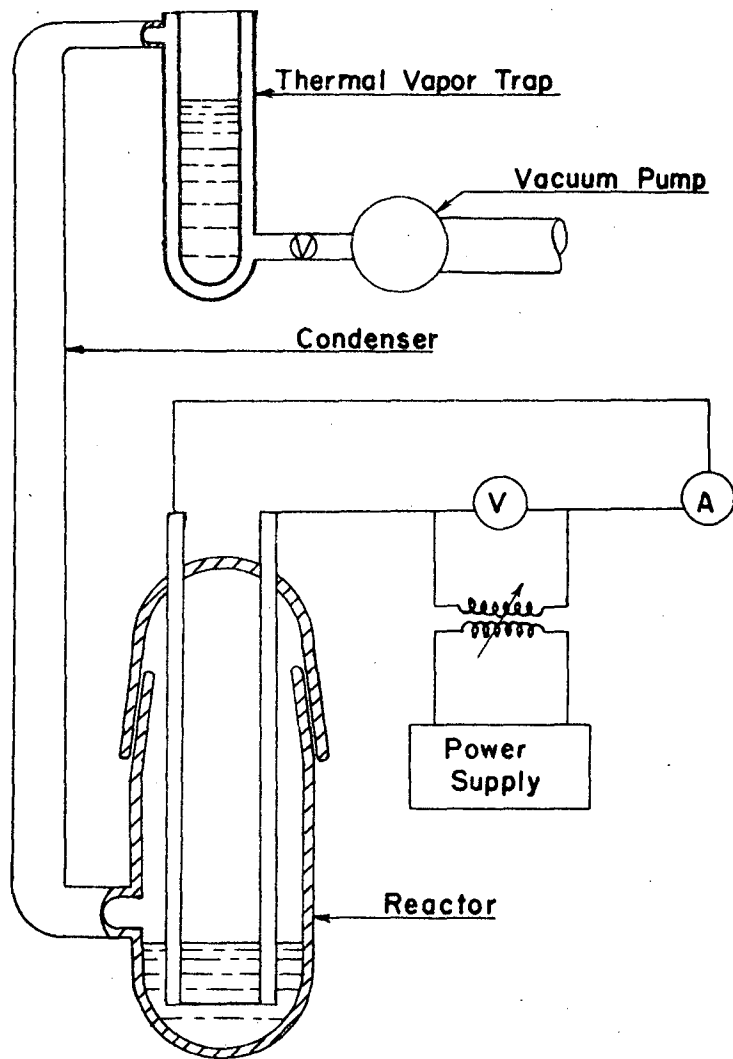 Thermal Vapor Trap
Vacuum Pump
V
Condenser
V
A
Power
Supply
Reactor